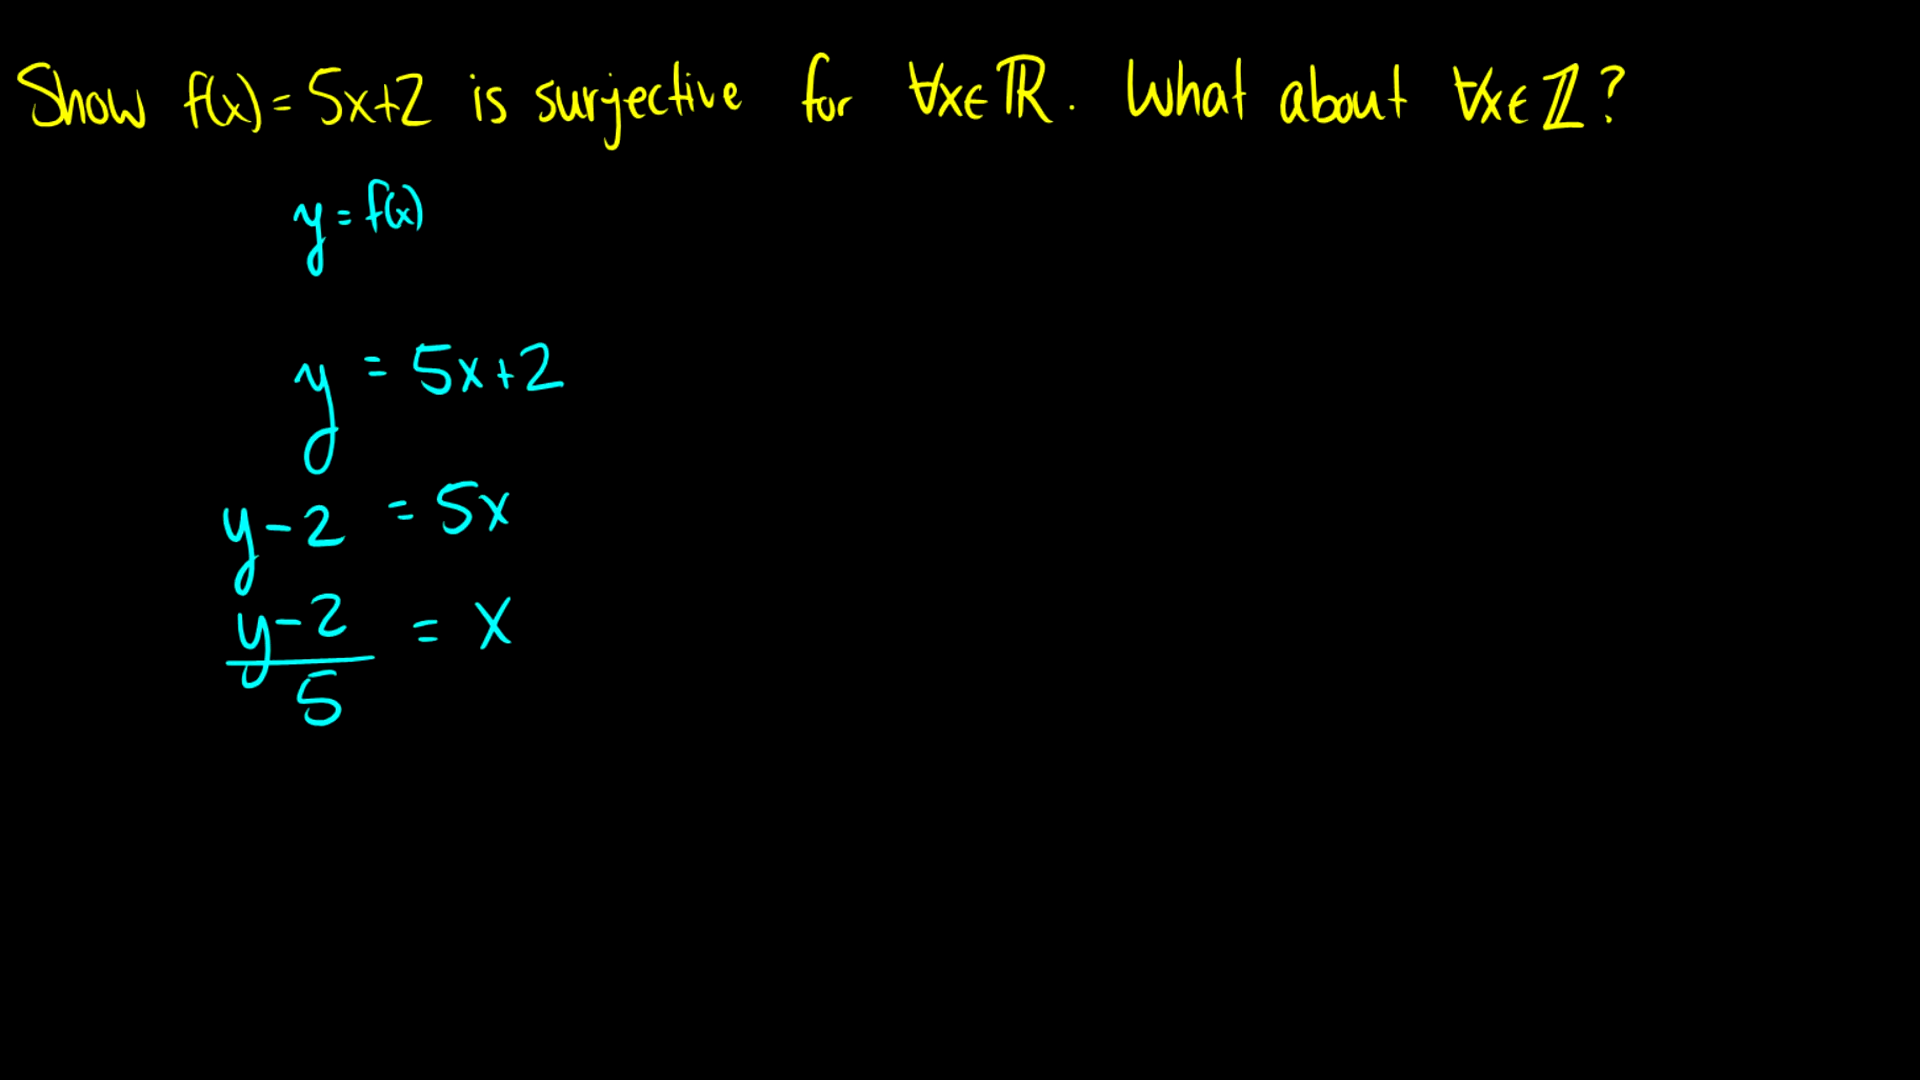 Show f(x) = 5x+2 is surjective for ∀x∈ℝ. What about ∀x∈ℤ?
y = f(x)
y = 5x+2
y-2 = 5x
y-2
= x
5